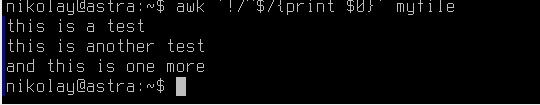 nikolay@astra:~$ awk '!/^$/{print $0}' myfile
this is a test
this is another test
and this is one more
nikolay@astra:~$